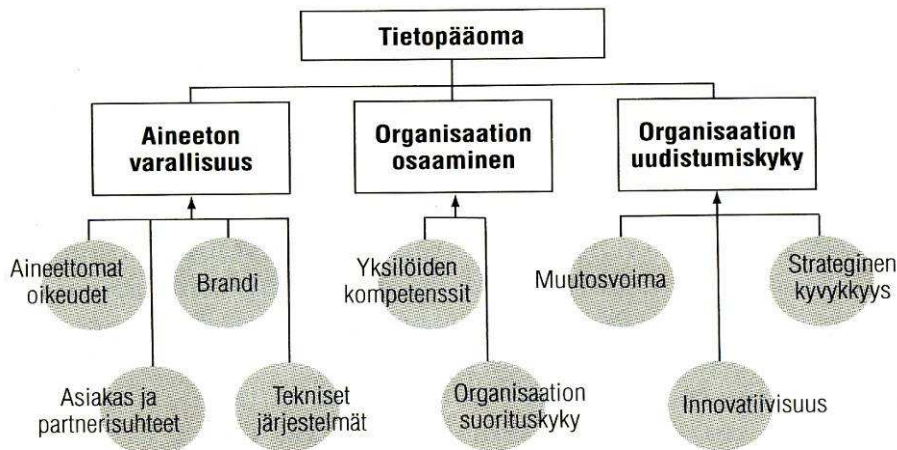 Tietopääoma
Aineeton
varallisuus
Organisaation
osaaminen
Organisaation
uudistumiskyky
Aineettomat
oikeudet
Brandi
Yksilöiden
kompetenssit
Muutosvoima
Strateginen
kyvykkyys
Asiakas ja
partnerisuhteet
Tekniset
järjestelmät
Organisaation
suorituskyky
Innovatiivisuus